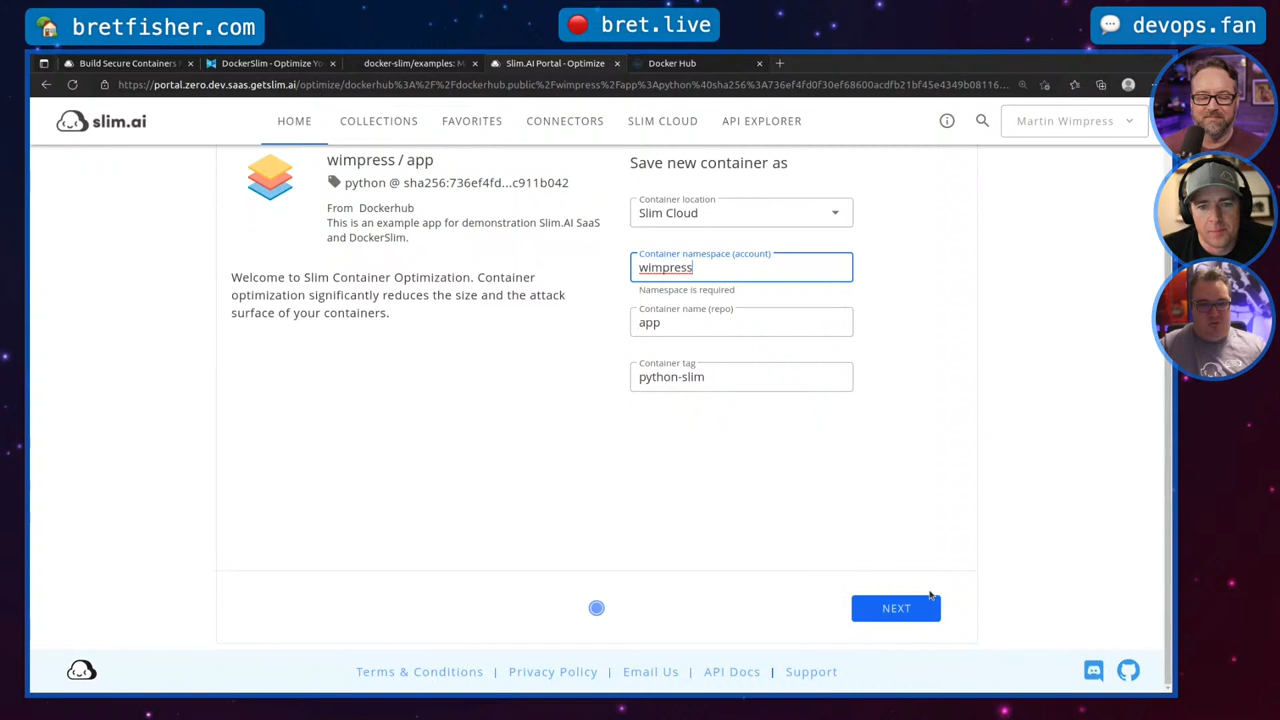 bretfisher.com
bret.live
devops.fan
Build Secure Containers F
DockerSlim - Optimize Yo
docker-slim/examples: M
Slim.AI Portal - Optimize
Docker Hub
https://portal.zero.dev.saas.getslim.ai/optimize/dockerhub%3A%2F%2Fdockerhub.public%2Fwimpress%2Fapp%3Apython%40sha256%3A736ef4fd0f30ef68600acdfb21bf45e4349b08116...
slim.ai
HOME
COLLECTIONS
FAVORITES
CONNECTORS
SLIM CLOUD
API EXPLORER
Martin Wimpress
wimpress / app
python @ sha256:736ef4fd...c911b042
From Dockerhub
This is an example app for demonstration Slim.AI SaaS
and DockerSlim.
Welcome to Slim Container Optimization. Container
optimization significantly reduces the size and the attack
surface of your containers.
Save new container as
Container location
Slim Cloud
Container namespace (account)
wimpress
Namespace is required
Container name (repo)
app
Container tag
python-slim
NEXT
Terms & Conditions | Privacy Policy | Email Us | API Docs | Support